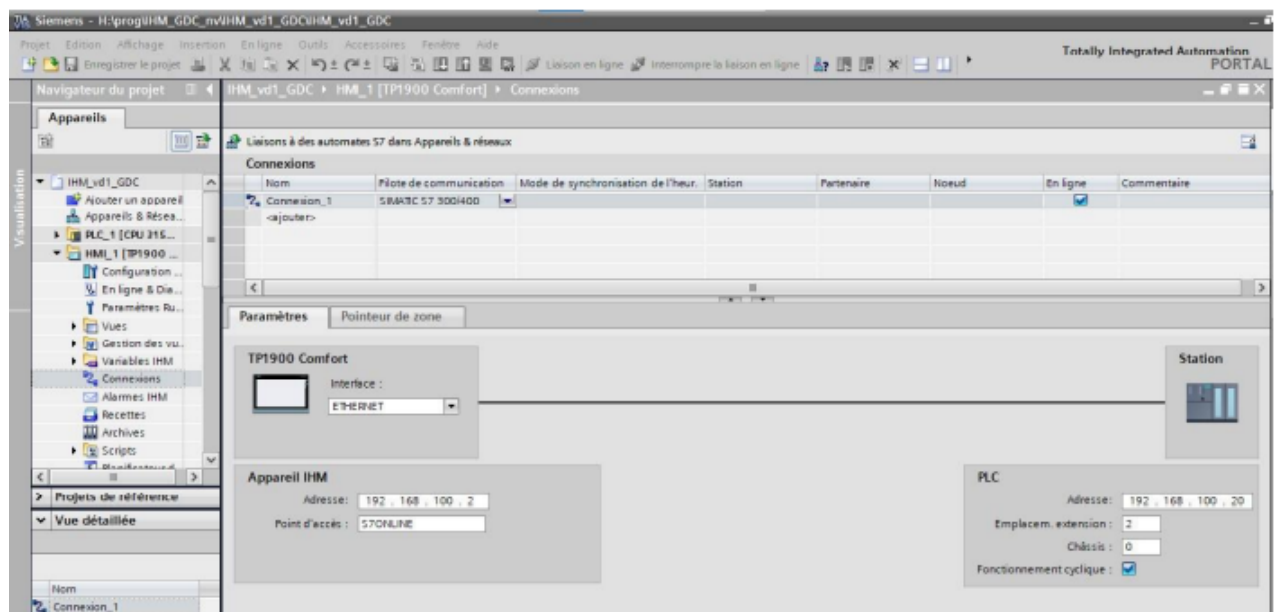 Siemens - H:\prog\IHM_GDC_nv\IHM_vd1_GDC\IHM_vd1_GDC
Projet Edition Affichage Insertion En ligne Outils Accessoires Fenêtre Aide
Totally Integrated Automation
PORTAL
Enregistrer le projet
Liaison en ligne
Interrompre la liaison en ligne
Navigateur du projet
IHM_vd1_GDC
HMI_1 [TP1900 Comfort]
Connexions
Appareils
Visualisation
Liaisons à des automates S7 dans Appareils & réseaux
Connexions
Nom
Pilote de communication
Mode de synchronisation de l'heur.
Station
Partenaire
Noeud
En ligne
Commentaire
Connexion_1
SIMATIC S7 300/400
<ajouter>
IHM_vd1_GDC
Ajouter un appareil
Appareils & Résea...
PLC_1 [CPU 315...
HMI_1 [TP1900 ...
Configuration ...
En ligne & Dia...
Paramètres Ru...
Vues
Gestion des vu...
Variables IHM
Connexions
Alarmes IHM
Recettes
Archives
Scripts
Projets de référence
Vue détaillée
Nom
Connexion_1
Paramètres
Pointeur de zone
TP1900 Comfort
Interface :
ETHERNET
Station
Appareil IHM
Adresse: 192 . 168 . 100 . 2
Point d'accès : S7ONLINE
PLC
Adresse: 192 . 168 . 100 . 20
Emplacem. extension : 2
Châssis : 0
Fonctionnement cyclique :